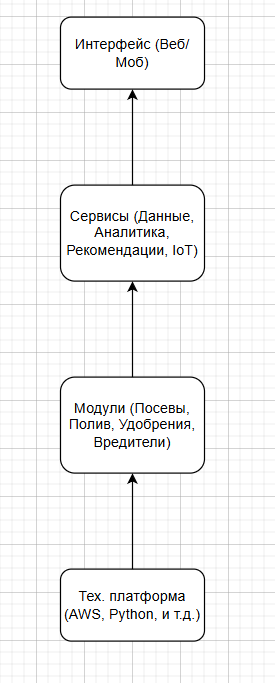 Интерфейс (Веб/
Моб)
Сервисы (Данные,
Аналитика,
Рекомендации, IoT)
Модули (Посевы,
Полив, Удобрения,
Вредители)
Тех. платформа
(AWS, Python, и т.д.)